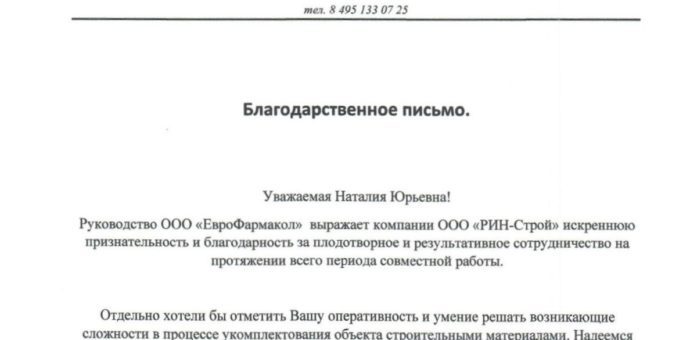 тел. 8 495 133 07 25
Благодарственное письмо.
Уважаемая Наталия Юрьевна!
Руководство ООО «ЕвроФармакол» выражает компании ООО «РИН-Строй» искреннюю
признательность и благодарность за плодотворное и результативное сотрудничество на
протяжении всего периода совместной работы.
Отдельно хотели бы отметить Вашу оперативность и умение решать возникающие
сложности в процессе укомплектования объекта строительными материалами. Надеемся